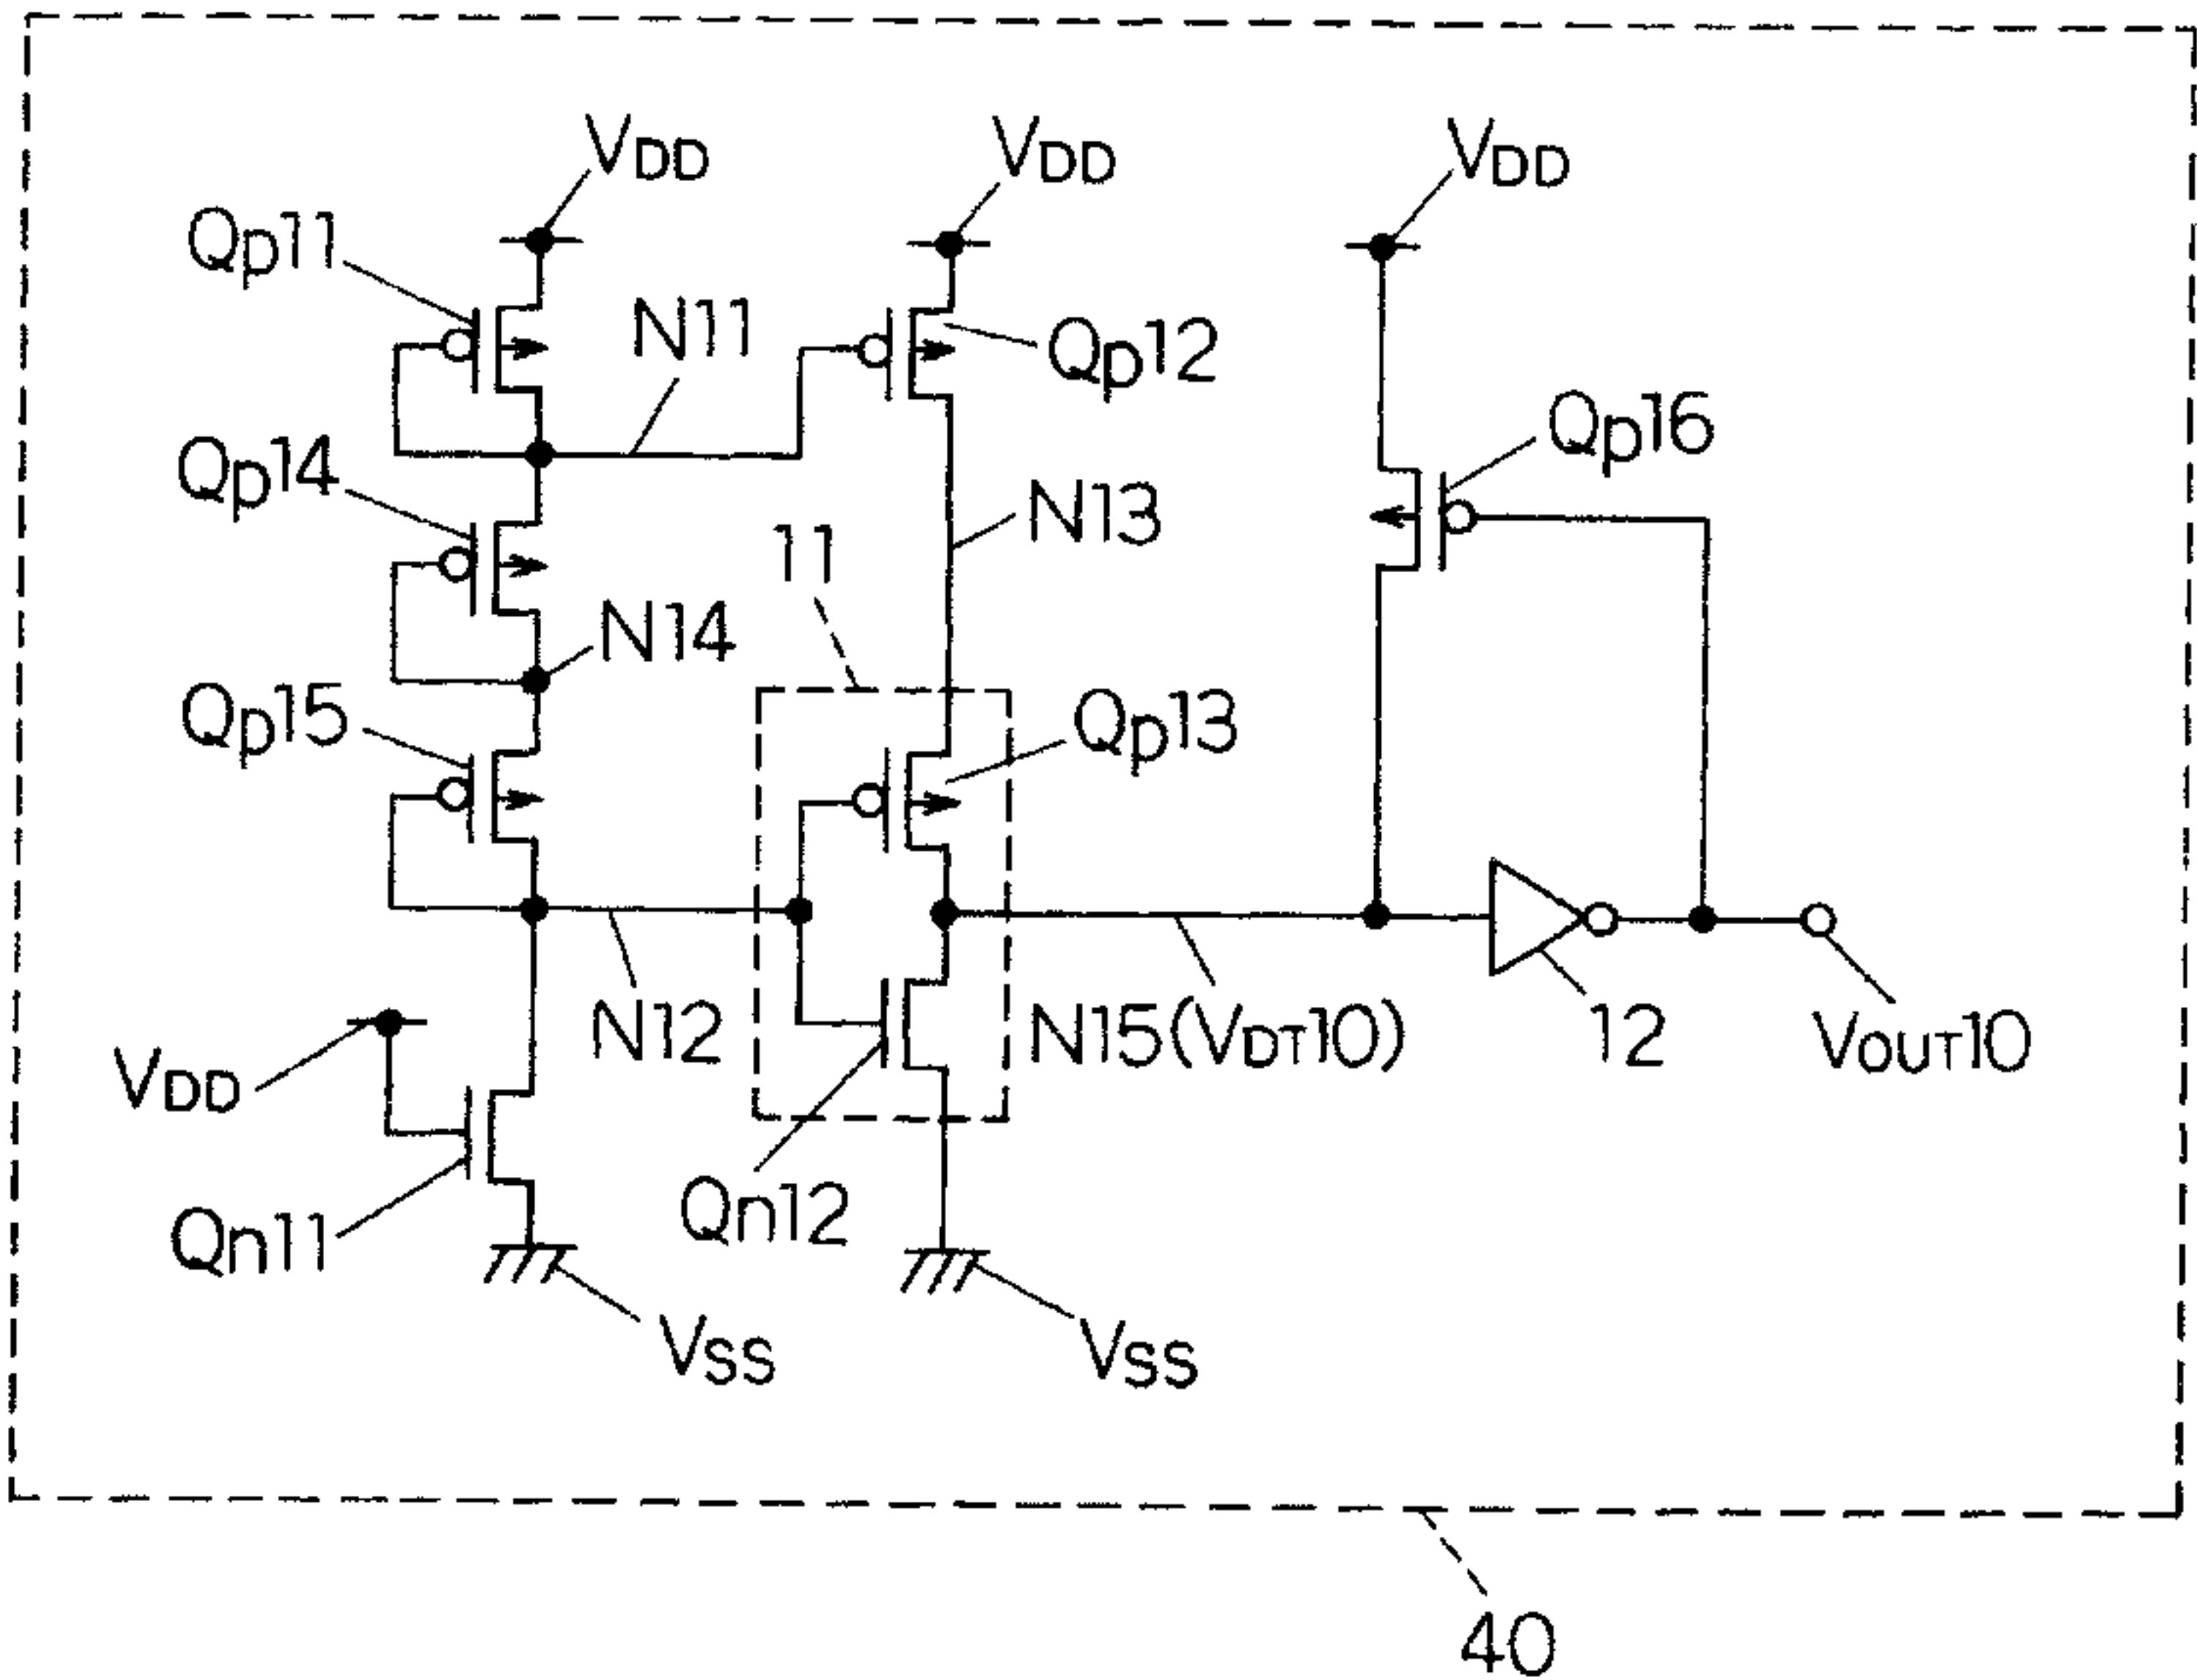 VDD
VDD
VDD
Qp11
N11
Qp12
Qp16
Qp14
N13
11
N14
Qp15
Qp13
N12
N15(VDT10)
12
VOUT10
VDD
Qn12
Qn11
VSS
VSS
40